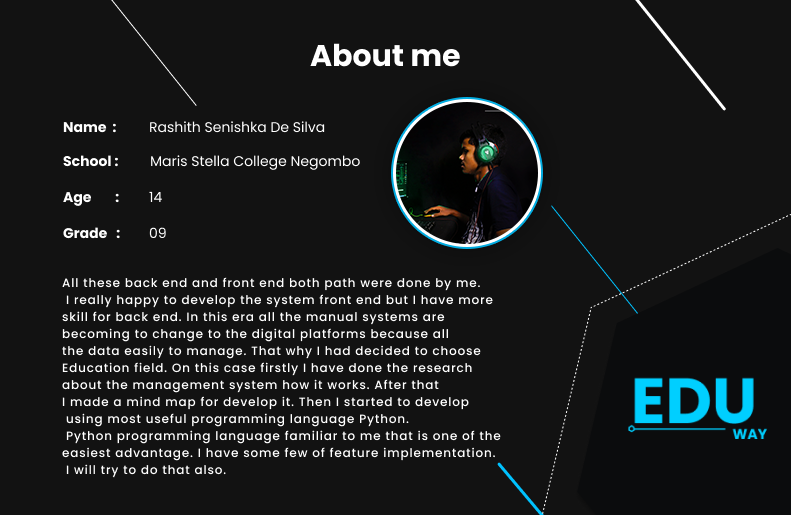 About me
Name : Rashith Senishka De Silva
School : Maris Stella College Negombo
Age : 14
Grade : 09
All these back end and front end both path were done by me.
I really happy to develop the system front end but I have more
skill for back end. In this era all the manual systems are
becoming to change to the digital platforms because all
the data easily to manage. That why I had decided to choose
Education field. On this case firstly I have done the research
about the management system how it works. After that
I made a mind map for develop it. Then I started to develop
using most useful programming language Python.
Python programming language familiar to me that is one of the
easiest advantage. I have some few of feature implementation.
I will try to do that also.
EDU
WAY